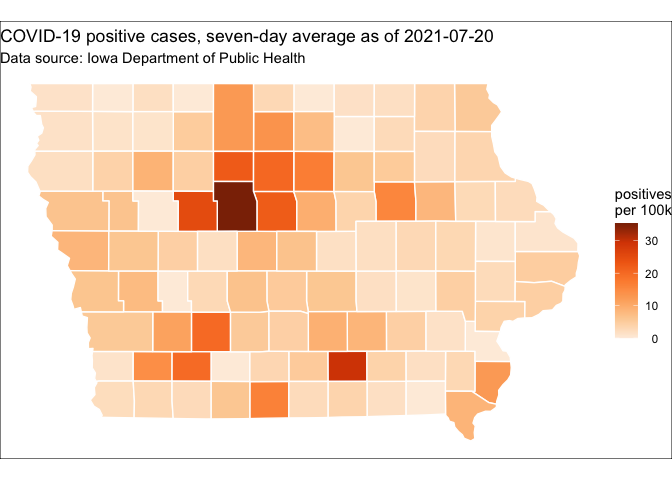 COVID-19 positive cases, seven-day average as of 2021-07-20
Data source: Iowa Department of Public Health
positives
per 100k
30
20
10
0